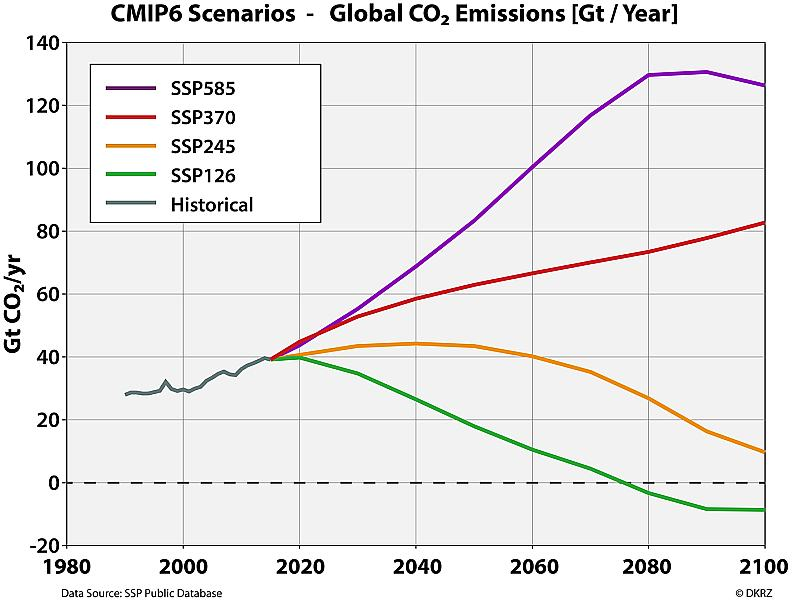 CMIP6 Scenarios - Global CO₂ Emissions [Gt / Year]
140
120
100
80
60
40
20
0
-20
Gt CO₂/yr
SSP585
SSP370
SSP245
SSP126
Historical
1980 2000 2020 2040 2060 2080 2100
Data Source: SSP Public Database
© DKRZ